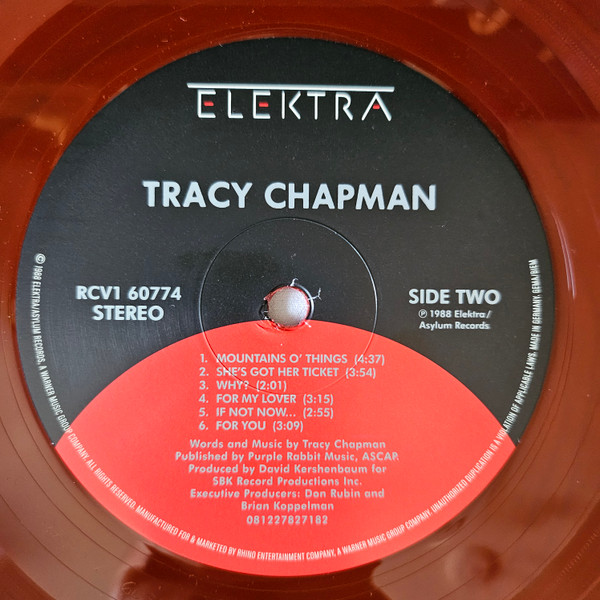 ELEKTRA
TRACY CHAPMAN
RCV1 60774
STEREO
SIDE TWO
℗ 1988 Elektra/
Asylum Records
1. MOUNTAINS O' THINGS (4:37)
2. SHE'S GOT HER TICKET (3:54)
3. WHY? (2:01)
4. FOR MY LOVER (3:15)
5. IF NOT NOW... (2:55)
6. FOR YOU (3:09)
Words and Music by Tracy Chapman
Published by Purple Rabbit Music, ASCAP.
Produced by David Kershenbaum for
SBK Record Productions Inc.
Executive Producers: Don Rubin and
Brian Koppelman
081227827182
© 1988 ELEKTRA/ASYLUM RECORDS, A WARNER MUSIC GROUP COMPANY. ALL RIGHTS RESERVED. MANUFACTURED FOR & MARKETED BY RHINO ENTERTAINMENT COMPANY, A WARNER MUSIC GROUP COMPANY. UNAUTHORIZED DUPLICATION IS A VIOLATION OF APPLICABLE LAWS. MADE IN GERMANY. GEMA/BIEM